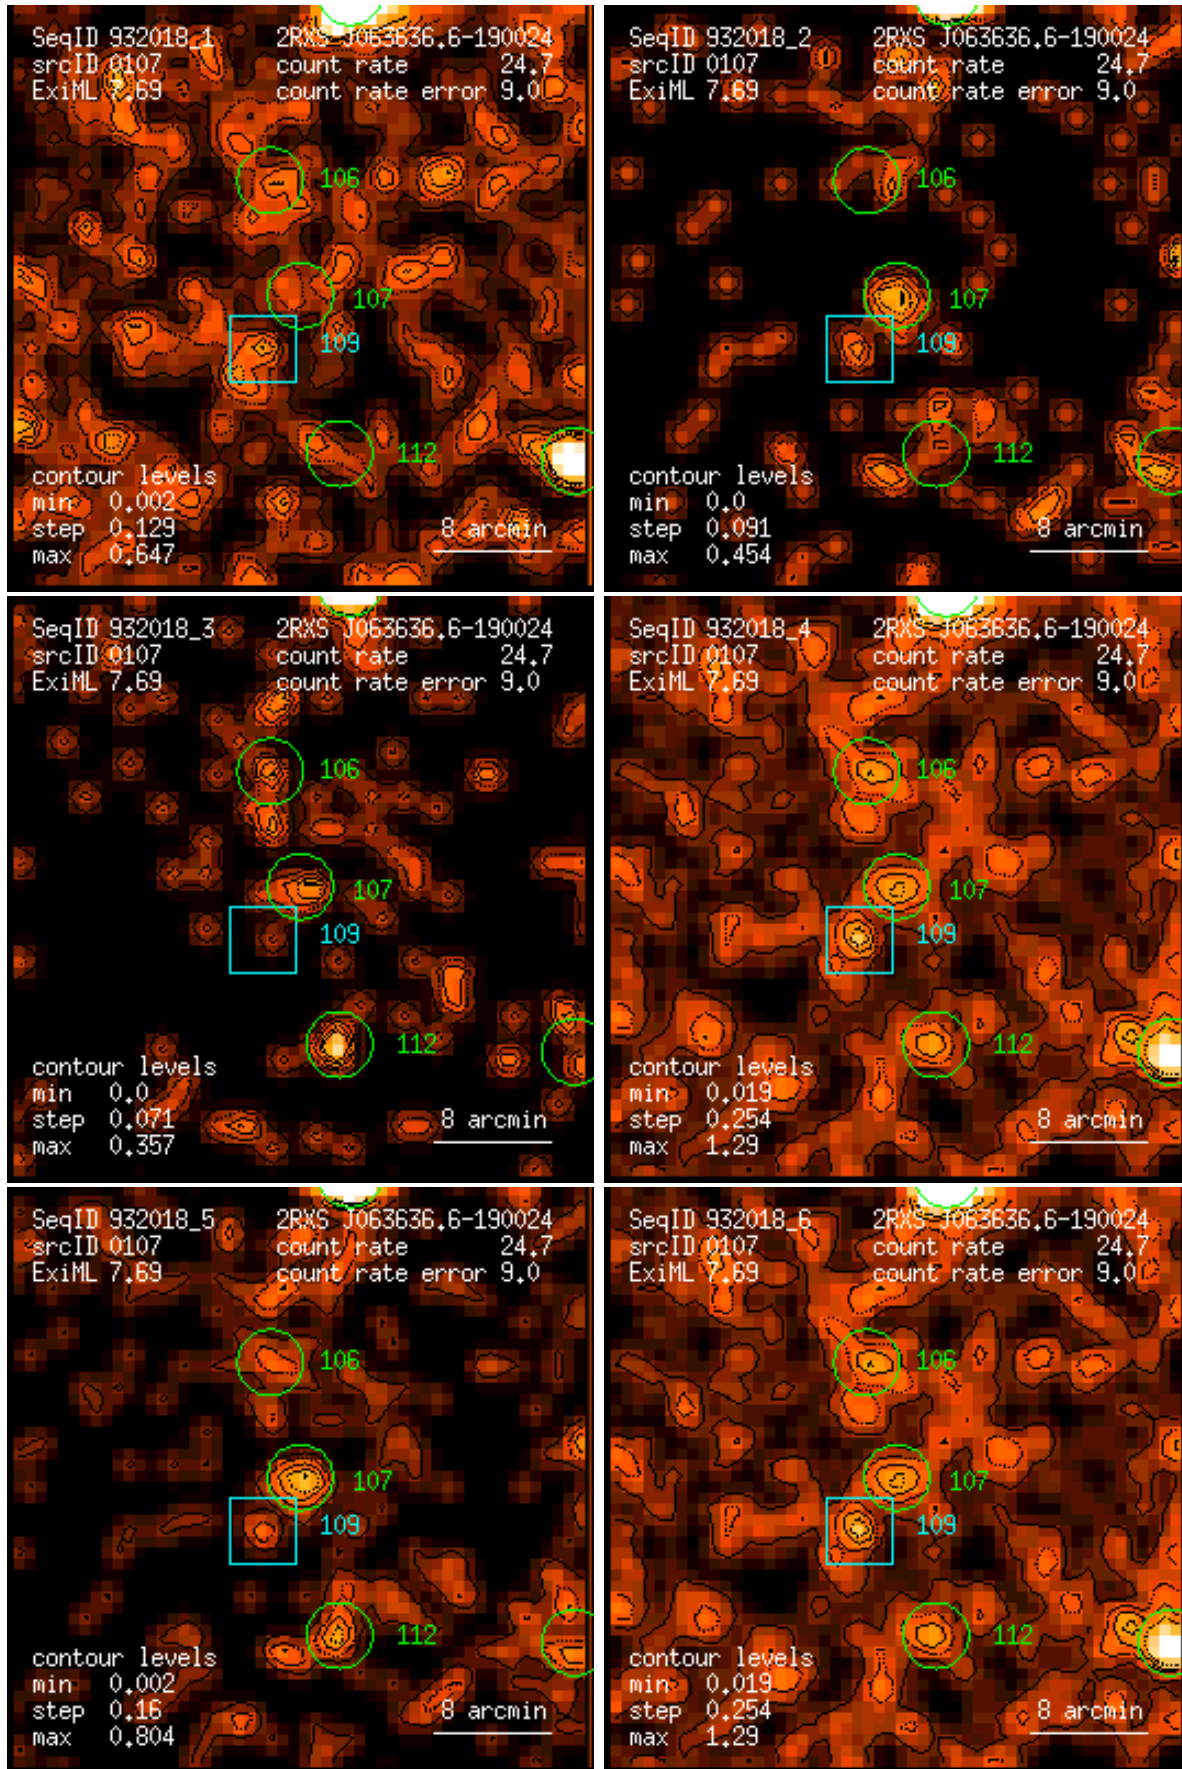 SeqID 932018_1 2RXS J063636.6-190024
srcID 0107 count rate 24.7
ExiML 7.69 count rate error 9.0
106
107
109
112
contour levels
min 0.002
step 0.129 8 arcmin
max 0.647
SeqID 932018_2 2RXS J063636.6-190024
srcID 0107 count rate 24.7
ExiML 7.69 count rate error 9.0
106
107
109
112
contour levels
min 0.0
step 0.091 8 arcmin
max 0.454
SeqID 932018_3 2RXS J063636.6-190024
srcID 0107 count rate 24.7
ExiML 7.69 count rate error 9.0
106
107
109
112
contour levels
min 0.0
step 0.071 8 arcmin
max 0.357
SeqID 932018_4 2RXS J063636.6-190024
srcID 0107 count rate 24.7
ExiML 7.69 count rate error 9.0
106
107
109
112
contour levels
min 0.019
step 0.254 8 arcmin
max 1.29
SeqID 932018_5 2RXS J063636.6-190024
srcID 0107 count rate 24.7
ExiML 7.69 count rate error 9.0
106
107
109
112
contour levels
min 0.002
step 0.16 8 arcmin
max 0.804
SeqID 932018_6 2RXS J063636.6-190024
srcID 0107 count rate 24.7
ExiML 7.69 count rate error 9.0
106
107
109
112
contour levels
min 0.019
step 0.254 8 arcmin
max 1.29